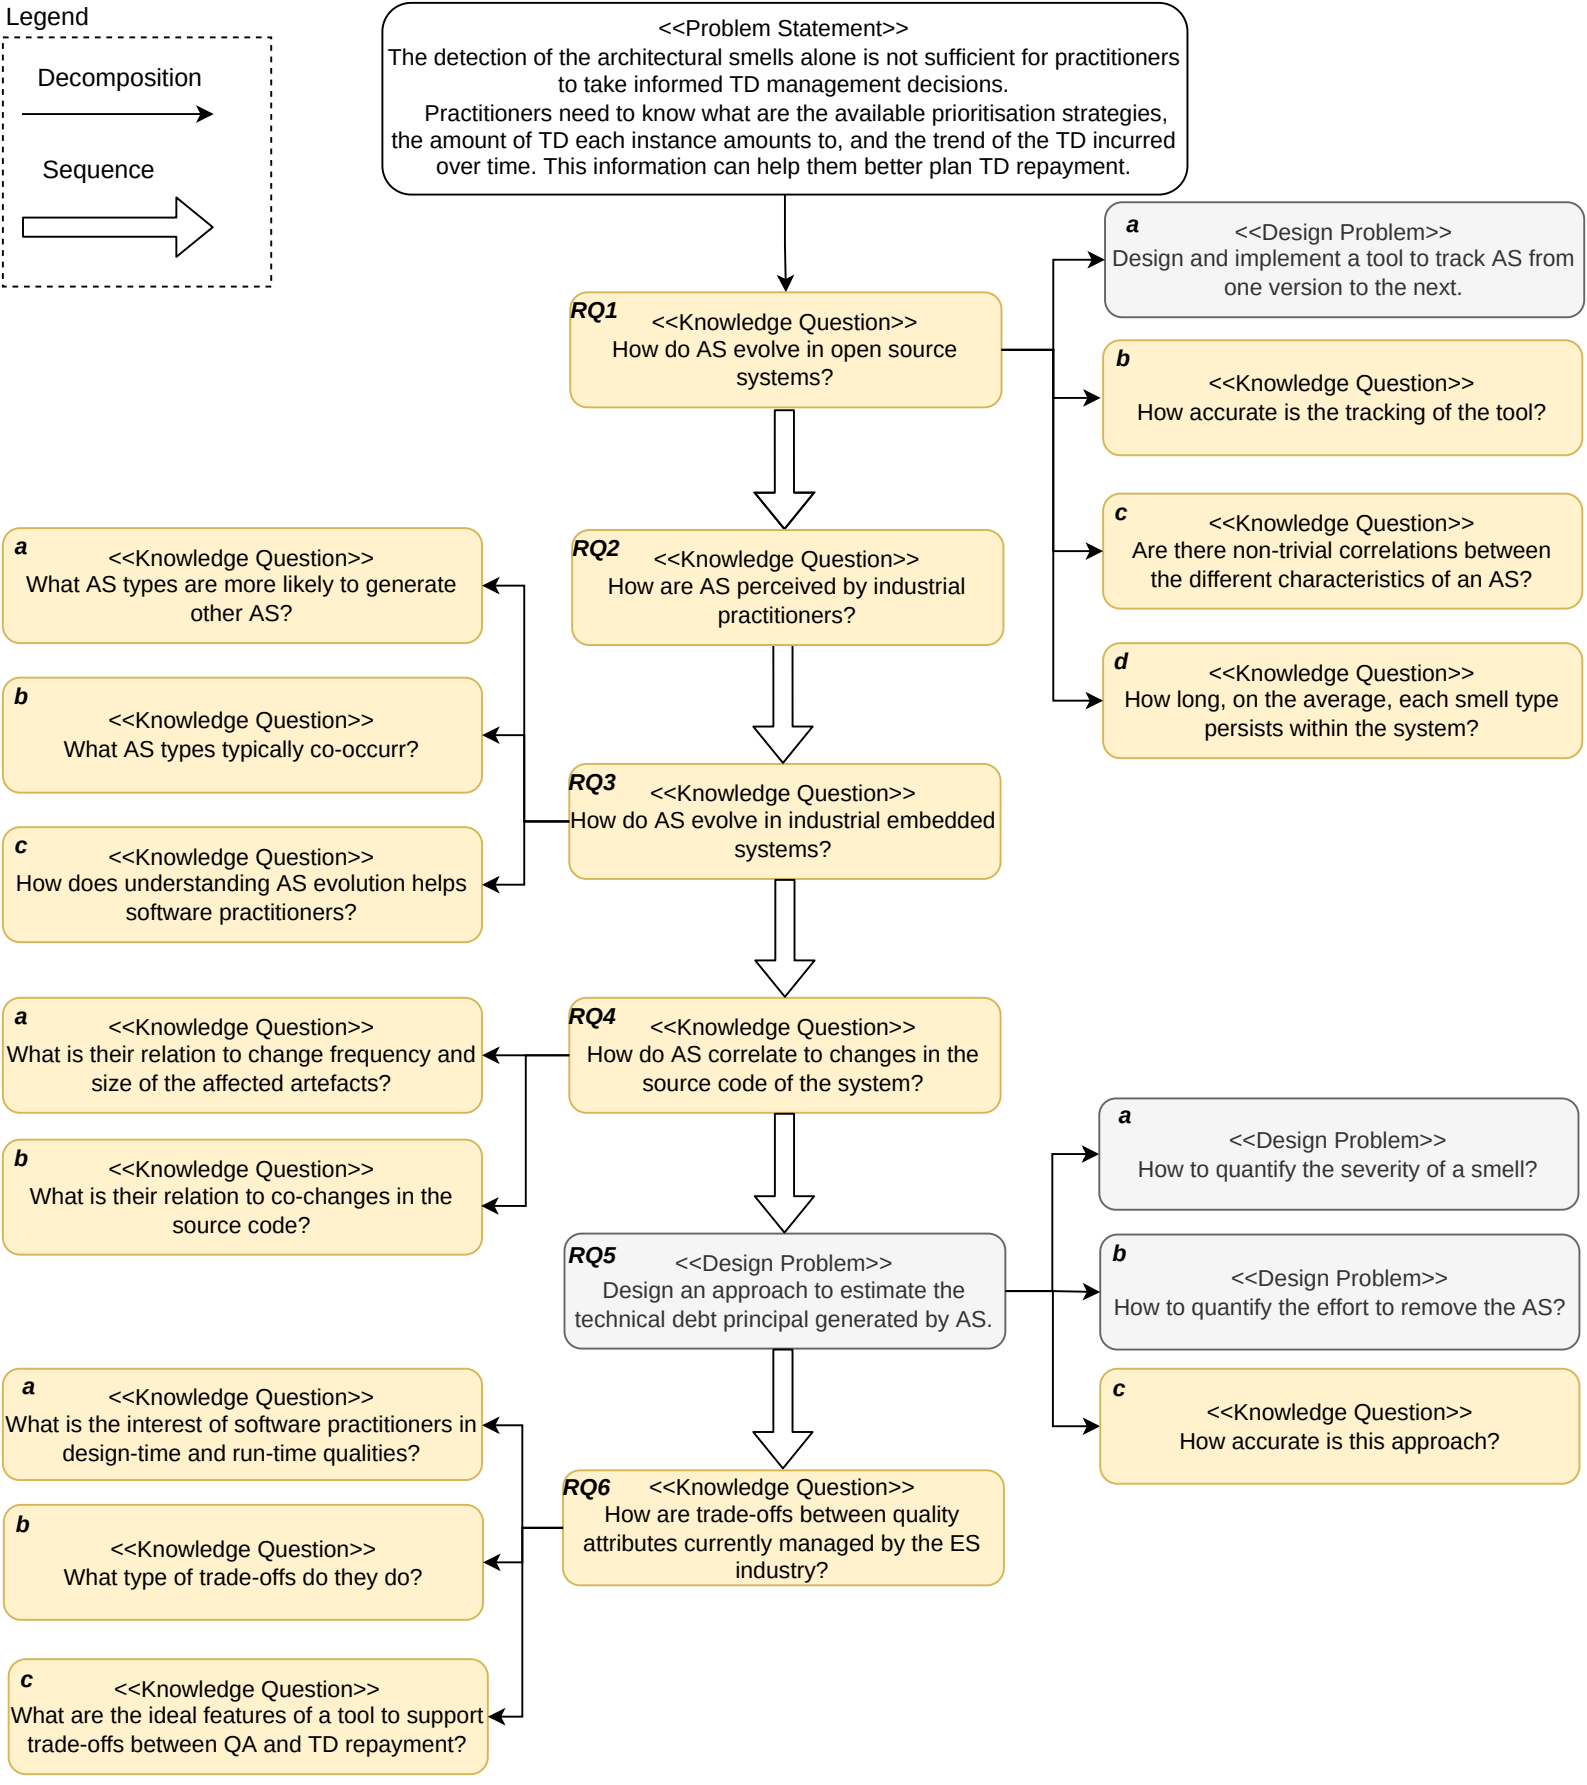 Legend
Decomposition
Sequence
<<Problem Statement>>
The detection of the architectural smells alone is not sufficient for practitioners
to take informed TD management decisions.
Practitioners need to know what are the available prioritisation strategies,
the amount of TD each instance amounts to, and the trend of the TD incurred
over time. This information can help them better plan TD repayment.
RQ1
<<Knowledge Question>>
How do AS evolve in open source
systems?
a
<<Design Problem>>
Design and implement a tool to track AS from
one version to the next.
b
<<Knowledge Question>>
How accurate is the tracking of the tool?
c
<<Knowledge Question>>
Are there non-trivial correlations between
the different characteristics of an AS?
d
<<Knowledge Question>>
How long, on the average, each smell type
persists within the system?
RQ2
<<Knowledge Question>>
How are AS perceived by industrial
practitioners?
RQ3
<<Knowledge Question>>
How do AS evolve in industrial embedded
systems?
a
<<Knowledge Question>>
What AS types are more likely to generate
other AS?
b
<<Knowledge Question>>
What AS types typically co-occurr?
c
<<Knowledge Question>>
How does understanding AS evolution helps
software practitioners?
RQ4
<<Knowledge Question>>
How do AS correlate to changes in the
source code of the system?
a
<<Knowledge Question>>
What is their relation to change frequency and
size of the affected artefacts?
b
<<Knowledge Question>>
What is their relation to co-changes in the
source code?
RQ5
<<Design Problem>>
Design an approach to estimate the
technical debt principal generated by AS.
a
<<Design Problem>>
How to quantify the severity of a smell?
b
<<Design Problem>>
How to quantify the effort to remove the AS?
c
<<Knowledge Question>>
How accurate is this approach?
RQ6
<<Knowledge Question>>
How are trade-offs between quality
attributes currently managed by the ES
industry?
a
<<Knowledge Question>>
What is the interest of software practitioners in
design-time and run-time qualities?
b
<<Knowledge Question>>
What type of trade-offs do they do?
c
<<Knowledge Question>>
What are the ideal features of a tool to support
trade-offs between QA and TD repayment?